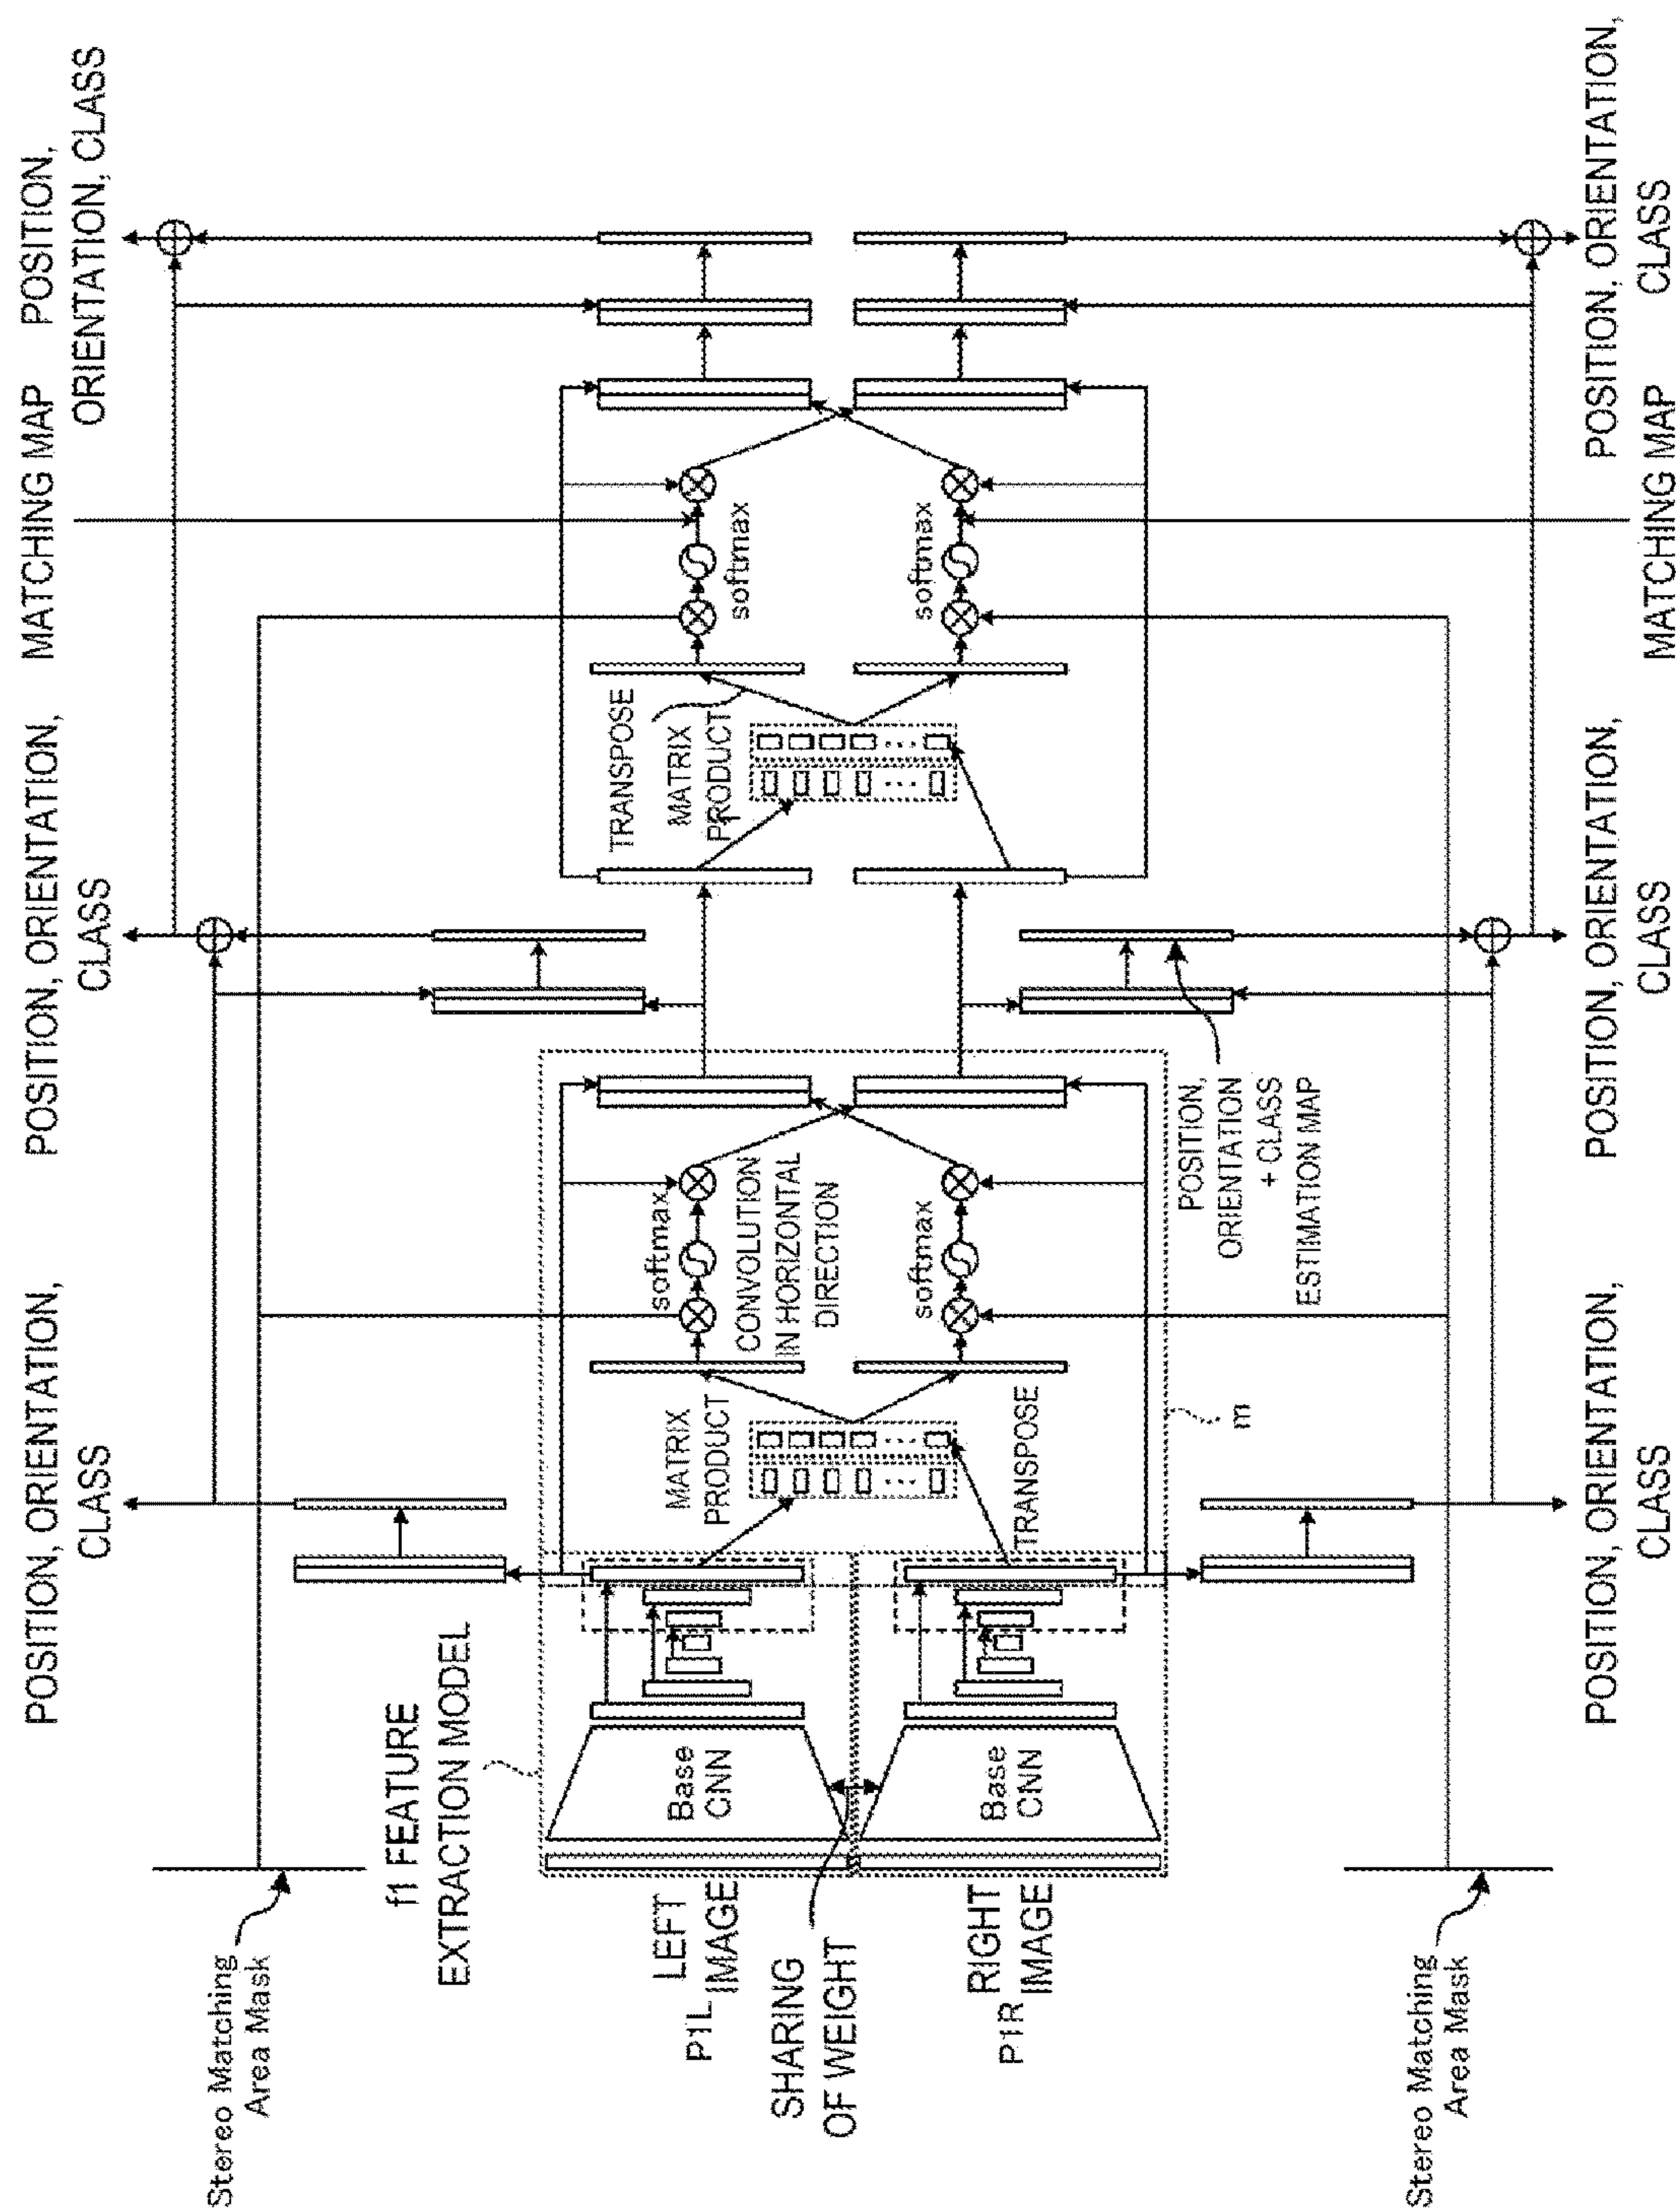 POSITION, ORIENTATION,
CLASS
POSITION, ORIENTATION,
CLASS
MATCHING MAP
POSITION,
ORIENTATION, CLASS
Stereo Matching
Area Mask
f1 FEATURE
EXTRACTION MODEL
LEFT
P1L IMAGE
SHARING
OF WEIGHT
RIGHT
P1R IMAGE
Base
CNN
Base
CNN
MATRIX
PRODUCT
TRANSPOSE
softmax
CONVOLUTION
IN HORIZONTAL
DIRECTION
softmax
m
POSITION,
ORIENTATION
+ CLASS
ESTIMATION MAP
TRANSPOSE
MATRIX
PRODUCT
softmax
softmax
Stereo Matching
Area Mask
POSITION, ORIENTATION,
CLASS
POSITION, ORIENTATION,
CLASS
MATCHING MAP
POSITION, ORIENTATION,
CLASS